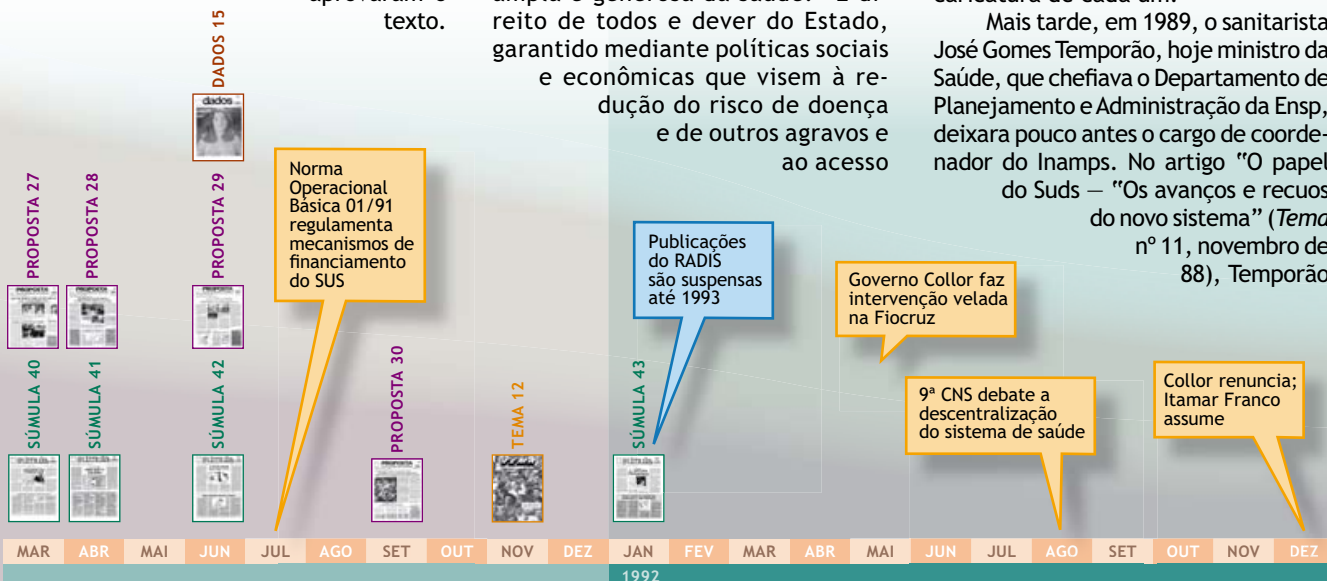 aprovaram o
texto.
ampla e generosa da saúde: "É di-
reito de todos e dever do Estado,
garantido mediante políticas sociais
e econômicas que visem à re-
dução do risco de doença
e de outros agravos e
ao acesso
caricatura de cada um.
Mais tarde, em 1989, o sanitarista
José Gomes Temporão, hoje ministro da
Saúde, que chefiava o Departamento de
Planejamento e Administração da Ensp,
deixara pouco antes o cargo de coorde-
nador do Inamps. No artigo "O papel
do Suds — "Os avanços e recuos
do novo sistema" (Tema
nº 11, novembro de
88), Temporão
DADOS 15
dados
PROPOSTA 27
PROPOSTA 28
PROPOSTA 29
Norma
Operacional
Básica 01/91
regulamenta
mecanismos de
financiamento
do SUS
Publicações
do RADIS
são suspensas
até 1993
Governo Collor faz
intervenção velada
na Fiocruz
SÚMULA 40
SÚMULA 41
SÚMULA 42
PROPOSTA 30
TEMA 12
SÚMULA 43
9ª CNS debate a
descentralização
do sistema de saúde
Collor renuncia;
Itamar Franco
assume
MAR ABR MAI JUN JUL AGO SET OUT NOV DEZ JAN FEV MAR ABR MAI JUN JUL AGO SET OUT NOV DEZ
1992